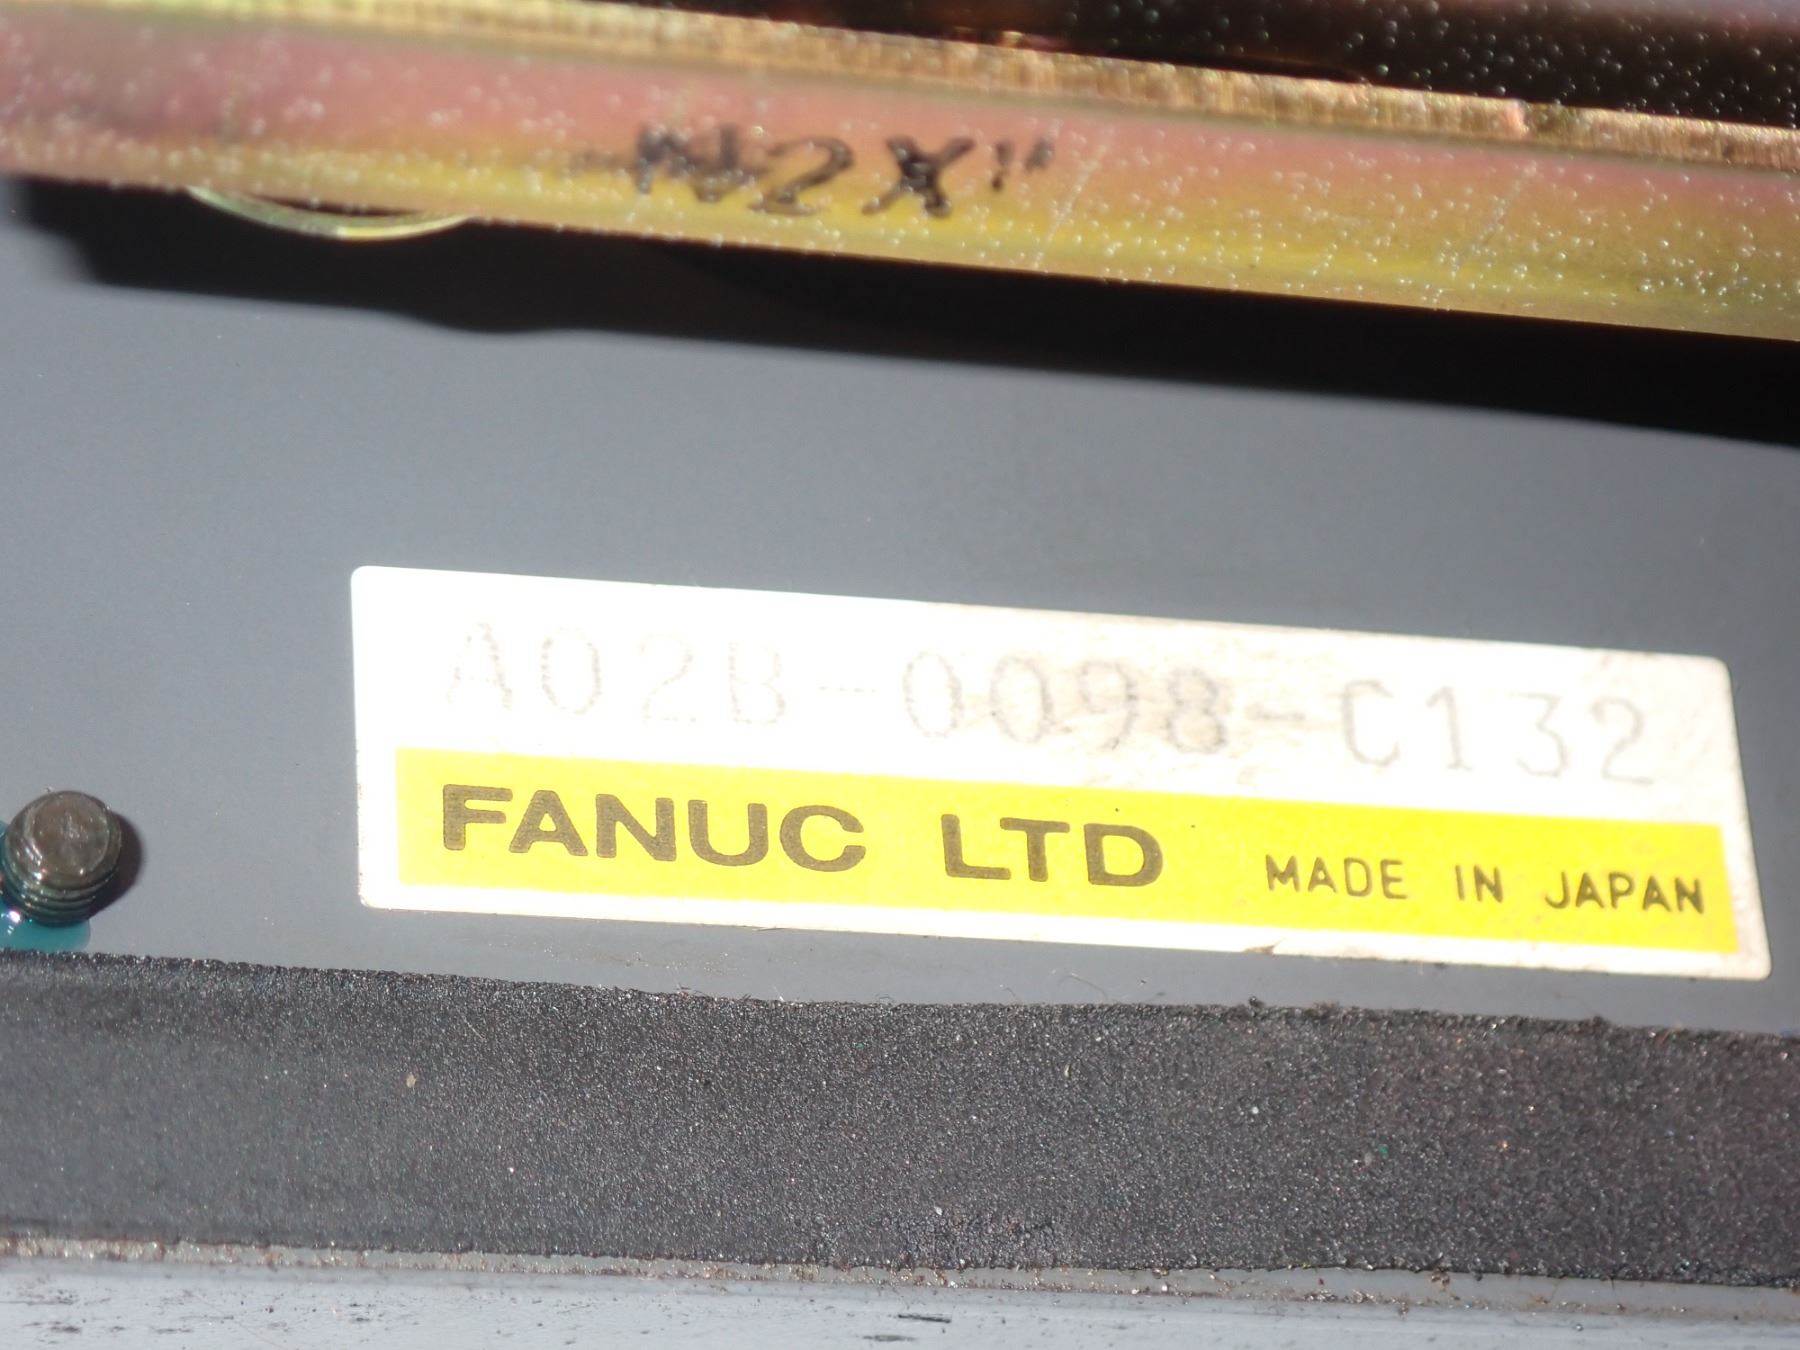 N2X"
A02B-0098-C132
FANUC LTD MADE IN JAPAN